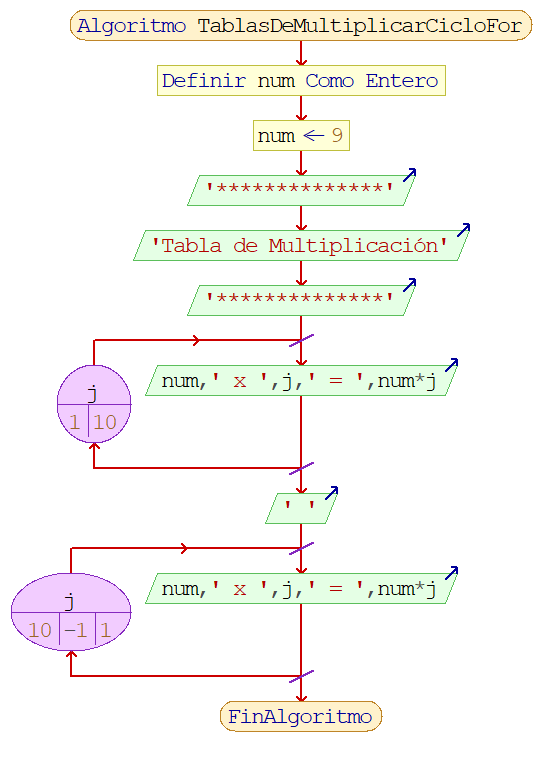 Algoritmo TablasDeMultiplicarCicloFor
Definir num Como Entero
num ← 9
'**************'
'Tabla de Multiplicación'
'**************'
j
1 10
num,' x ',j,' = ',num*j
' '
j
10 -1 1
num,' x ',j,' = ',num*j
FinAlgoritmo